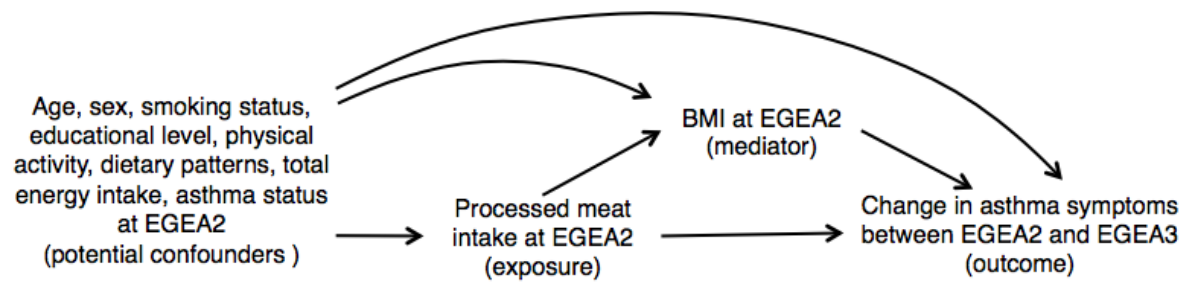 Age, sex, smoking status,
educational level, physical
activity, dietary patterns, total
energy intake, asthma status
at EGEA2
(potential confounders )
BMI at EGEA2
(mediator)
Processed meat
intake at EGEA2
(exposure)
Change in asthma symptoms
between EGEA2 and EGEA3
(outcome)